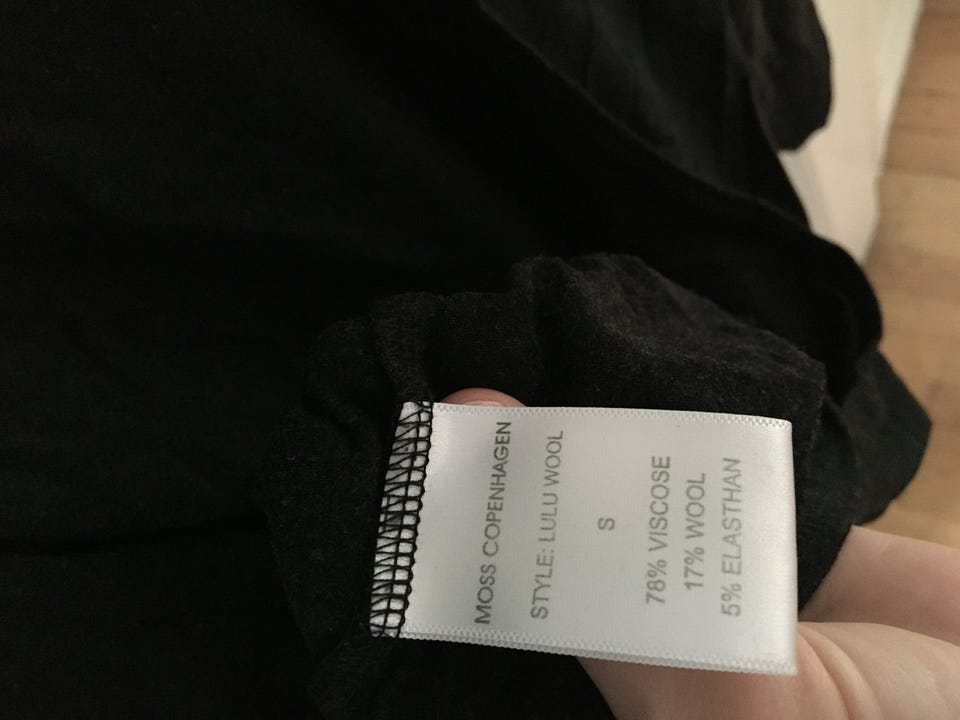 MOSS COPENHAGEN
STYLE: LULU WOOL
S
78% VISCOSE
17% WOOL
5% ELASTHAN